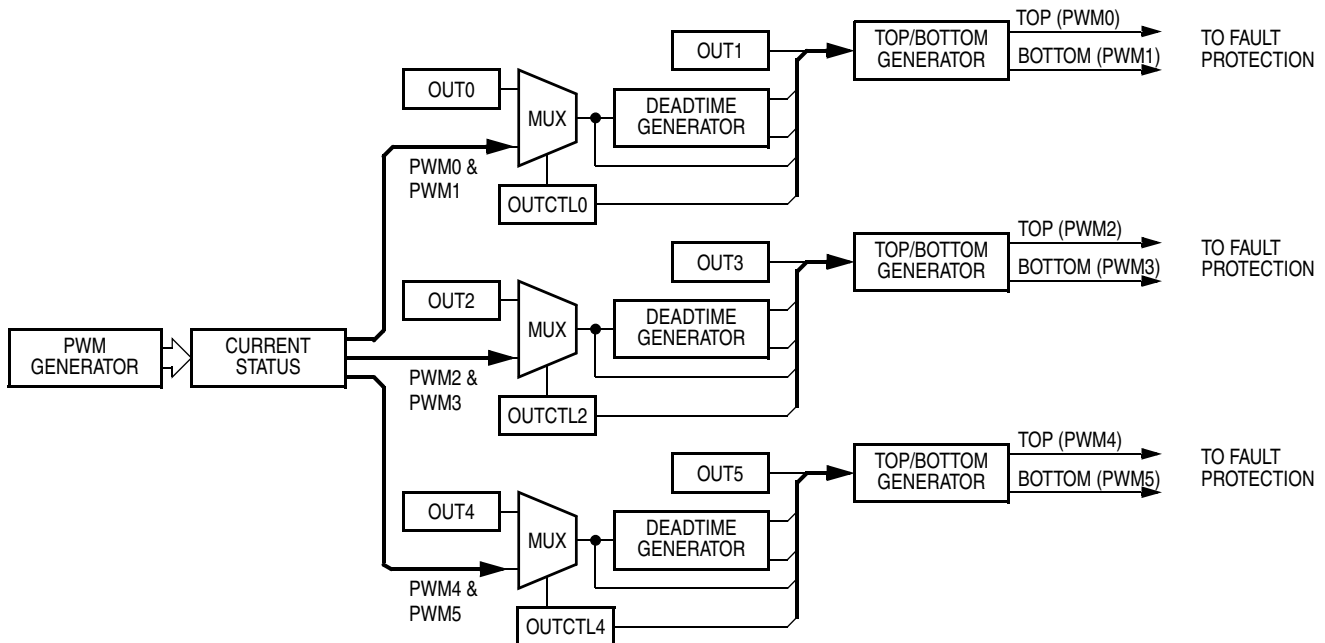 TOP (PWM0)
OUT1
TOP/BOTTOM
GENERATOR
TO FAULT
PROTECTION
BOTTOM (PWM1)
OUT0
MUX
DEADTIME
GENERATOR
PWM0 &
PWM1
OUTCTL0
TOP (PWM2)
OUT3
TOP/BOTTOM
GENERATOR
TO FAULT
PROTECTION
BOTTOM (PWM3)
OUT2
MUX
DEADTIME
GENERATOR
PWM
GENERATOR
CURRENT
STATUS
PWM2 &
PWM3
OUTCTL2
TOP (PWM4)
OUT5
TOP/BOTTOM
GENERATOR
TO FAULT
PROTECTION
BOTTOM (PWM5)
OUT4
MUX
DEADTIME
GENERATOR
PWM4 &
PWM5
OUTCTL4